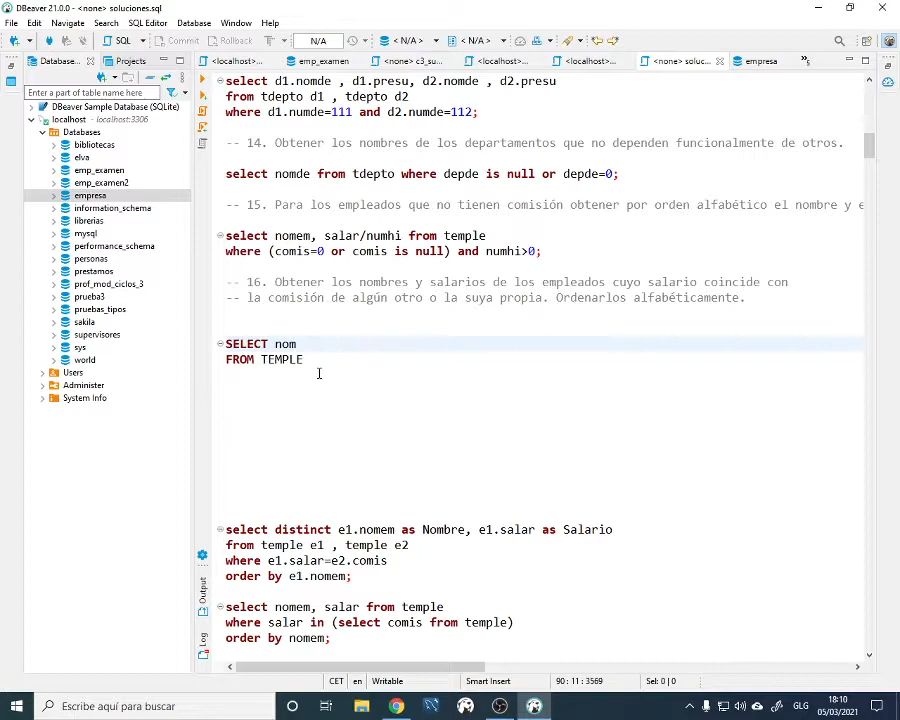 DBeaver 21.0.0 - <none> soluciones.sql
File Edit Navigate Search SQL Editor Database Window Help
SQL Commit Rollback T N/A < N/A > < N/A >
Database... Projects <localhost>... emp_examen <none> c3_su... <localhost>... <localhost>... <none> soluc... empresa
Enter a part of table name here
DBeaver Sample Database (SQLite)
localhost - localhost:3306
Databases
bibliotecas
elva
emp_examen
emp_examen2
empresa
information_schema
librerias
mysql
performance_schema
personas
prestamos
prof_mod_ciclos_3
prueba3
pruebas_tipos
sakila
supervisores
sys
world
Users
Administer
System Info
select d1.nomde , d1.presu, d2.nomde , d2.presu
from tdepto d1 , tdepto d2
where d1.numde=111 and d2.numde=112;
-- 14. Obtener los nombres de los departamentos que no dependen funcionalmente de otros.
select nomde from tdepto where depde is null or depde=0;
-- 15. Para los empleados que no tienen comisión obtener por orden alfabético el nombre y e
select nomem, salar/numhi from temple
where (comis=0 or comis is null) and numhi>0;
-- 16. Obtener los nombres y salarios de los empleados cuyo salario coincide con
-- la comisión de algún otro o la suya propia. Ordenarlos alfabéticamente.
SELECT nom
FROM TEMPLE
select distinct e1.nomem as Nombre, e1.salar as Salario
from temple e1 , temple e2
where e1.salar=e2.comis
order by e1.nomem;
select nomem, salar from temple
where salar in (select comis from temple)
order by nomem;
Output
Log
CET en Writable Smart Insert 90 : 11 : 3569 Sel: 0 | 0
Escribe aquí para buscar
GLG
18:10
05/03/2021